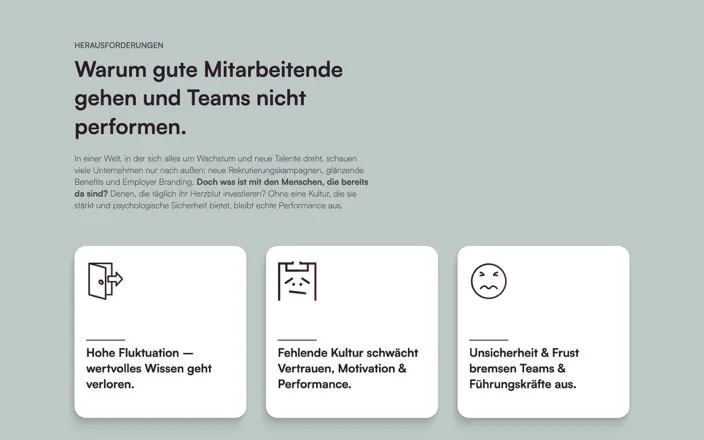 HERAUSFORDERUNGEN
Warum gute Mitarbeitende
gehen und Teams nicht
performen.
In einer Welt, in der sich alles um Wachstum und neue Talente dreht, schauen
viele Unternehmen nur nach außen: neue Rekrutierungskampagnen, glänzende
Benefits und Employer Branding. Doch was ist mit den Menschen, die bereits
da sind? Denen, die täglich ihr Herzblut investieren? Ohne eine Kultur, die sie
stärkt und psychologische Sicherheit bietet, bleibt echte Performance aus.
Hohe Fluktuation –
wertvolles Wissen geht
verloren.
Fehlende Kultur schwächt
Vertrauen, Motivation &
Performance.
Unsicherheit & Frust
bremsen Teams &
Führungskräfte aus.